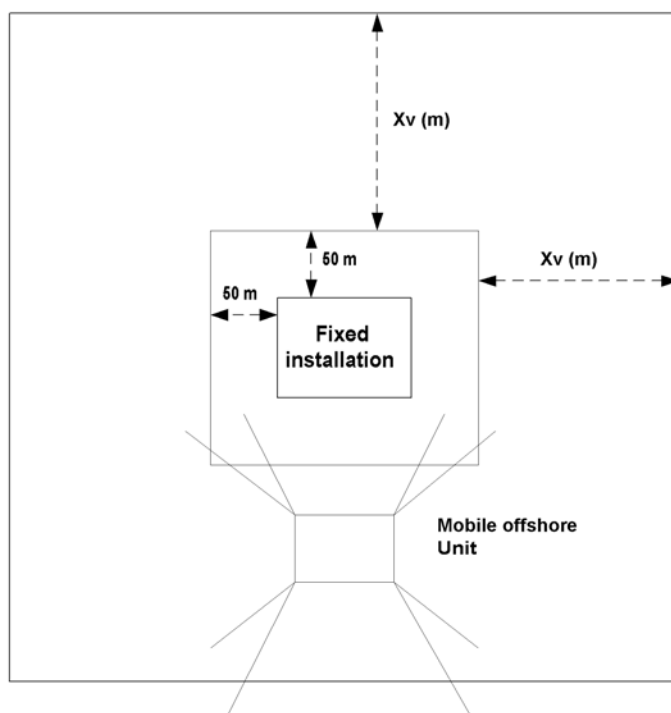 Xv (m)
50 m
Xv (m)
50 m
Fixed
installation
Mobile offshore
Unit